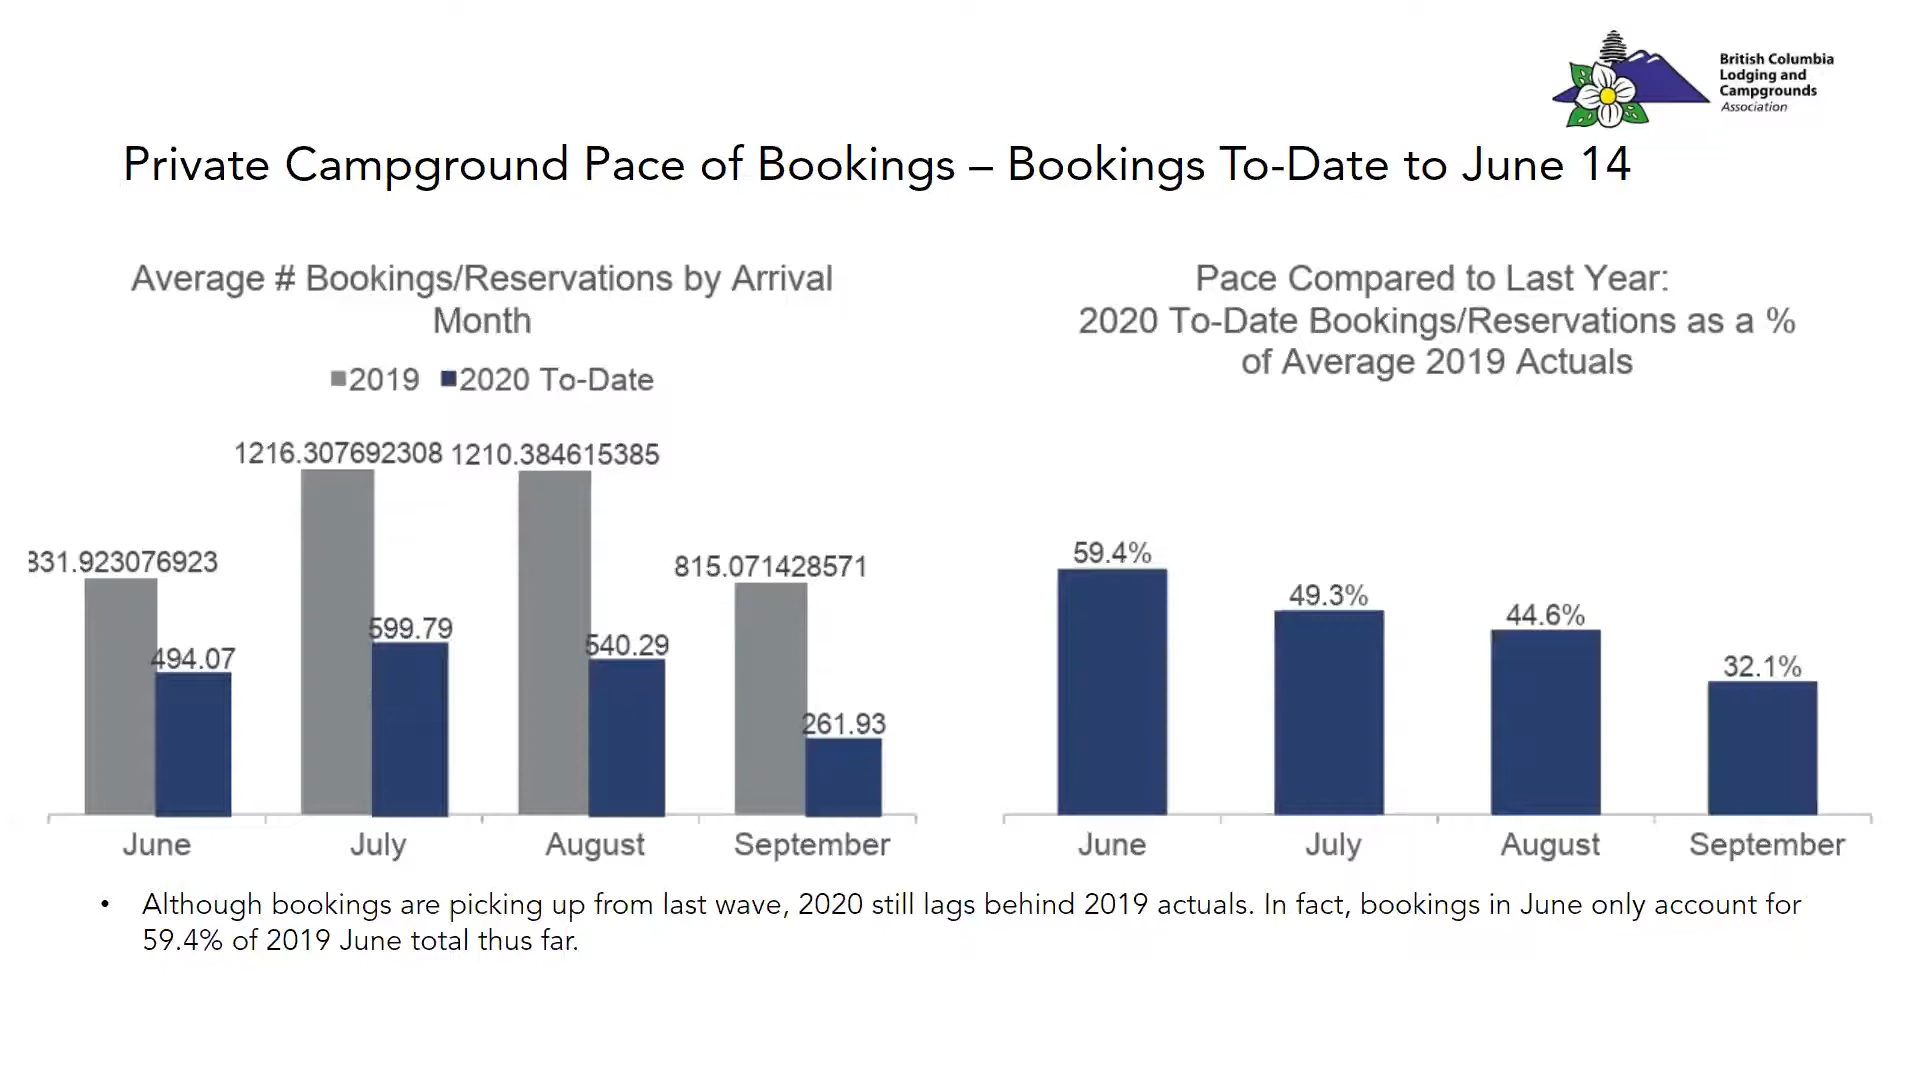 British Columbia
Lodging and
Campgrounds
Association
Private Campground Pace of Bookings – Bookings To-Date to June 14
Average # Bookings/Reservations by Arrival
Month
2019 2020 To-Date
1216.307692308 1210.384615385
831.923076923
815.071428571
599.79
540.29
494.07
261.93
June July August September
Pace Compared to Last Year:
2020 To-Date Bookings/Reservations as a %
of Average 2019 Actuals
59.4%
49.3%
44.6%
32.1%
June July August September
• Although bookings are picking up from last wave, 2020 still lags behind 2019 actuals. In fact, bookings in June only account for
59.4% of 2019 June total thus far.